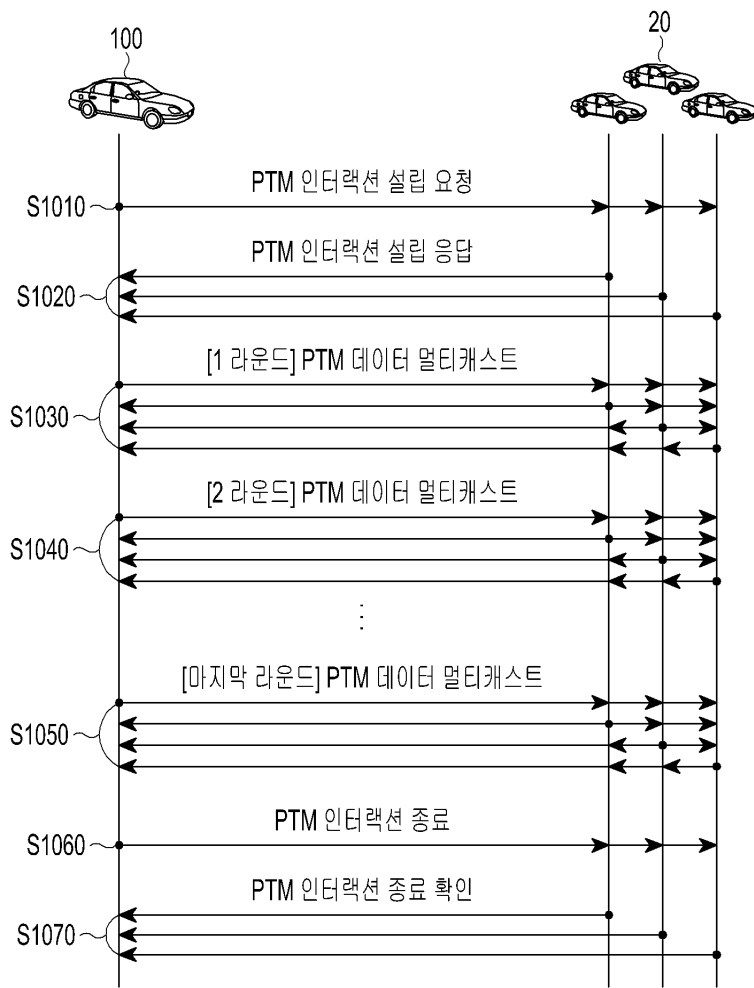 100
20
PTM 인터랙션 설립 요청
S1010
PTM 인터랙션 설립 응답
S1020
[1 라운드] PTM 데이터 멀티캐스트
S1030
[2 라운드] PTM 데이터 멀티캐스트
S1040
[마지막 라운드] PTM 데이터 멀티캐스트
S1050
PTM 인터랙션 종료
S1060
PTM 인터랙션 종료 확인
S1070